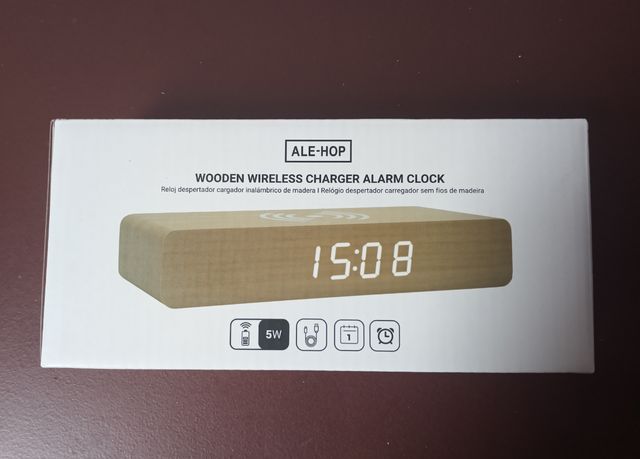 ALE-HOP
WOODEN WIRELESS CHARGER ALARM CLOCK
Reloj despertador cargador inalámbrico de madera I Relógio despertador carregador sem fios de madeira
15:08
5W
1